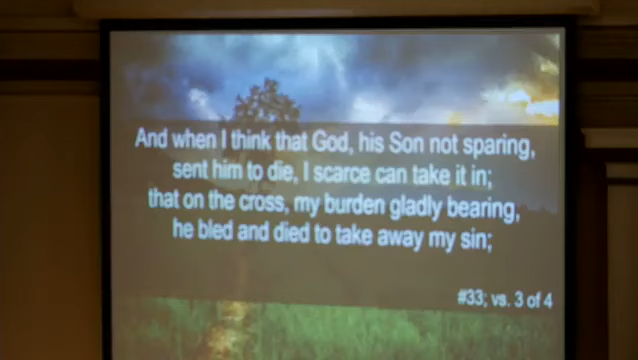 And when I think that God, his Son not sparing,
sent him to die, I scarce can take it in;
that on the cross, my burden gladly bearing,
he bled and died to take away my sin;
#33; vs. 3 of 4